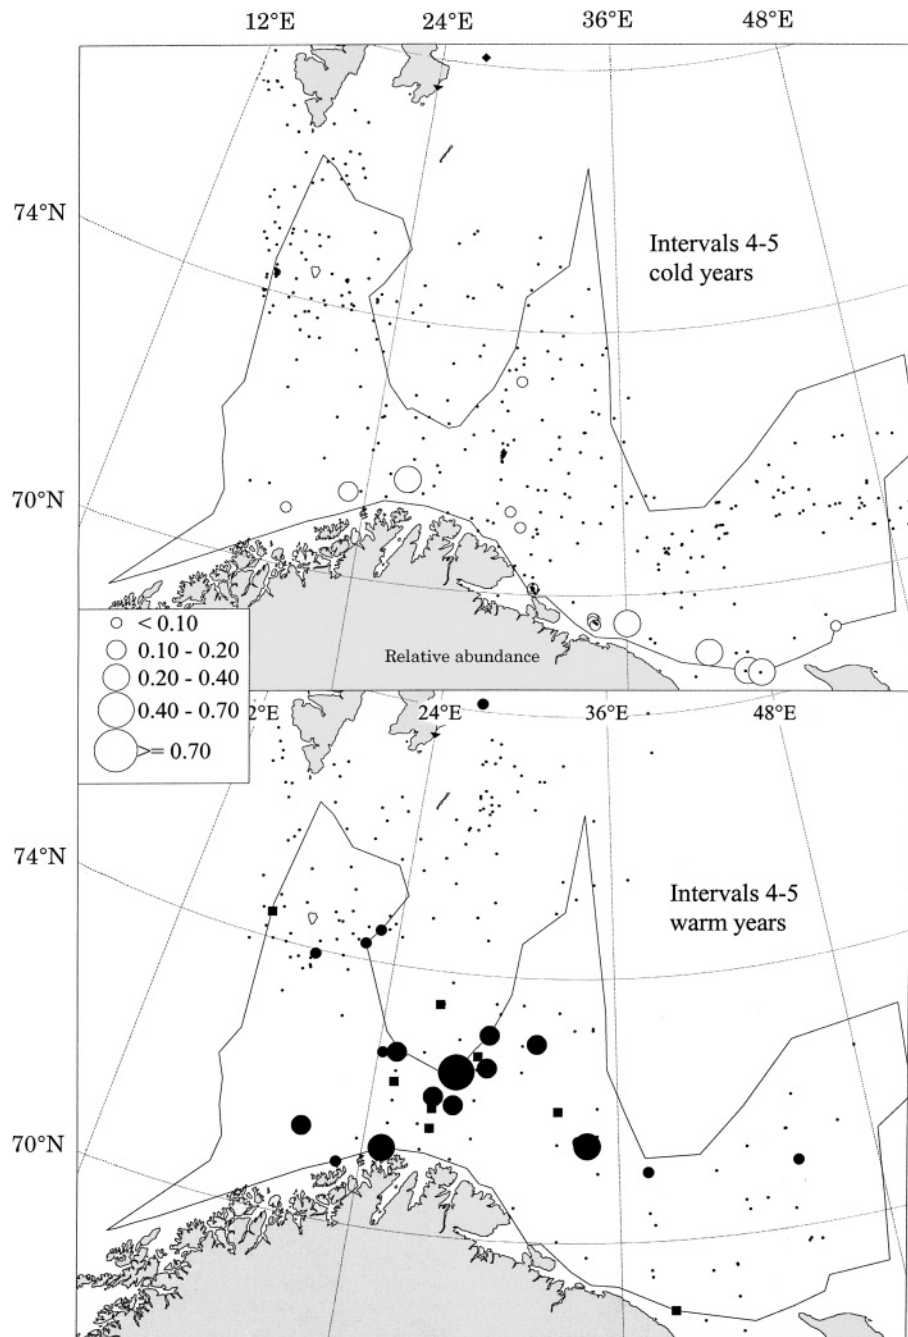 12°E 24°E 36°E 48°E
74°N
Intervals 4-5
cold years
70°N
< 0.10
0.10 - 0.20
0.20 - 0.40
0.40 - 0.70
>= 0.70
Relative abundance
2°E 24°E 36°E 48°E
74°N
Intervals 4-5
warm years
70°N